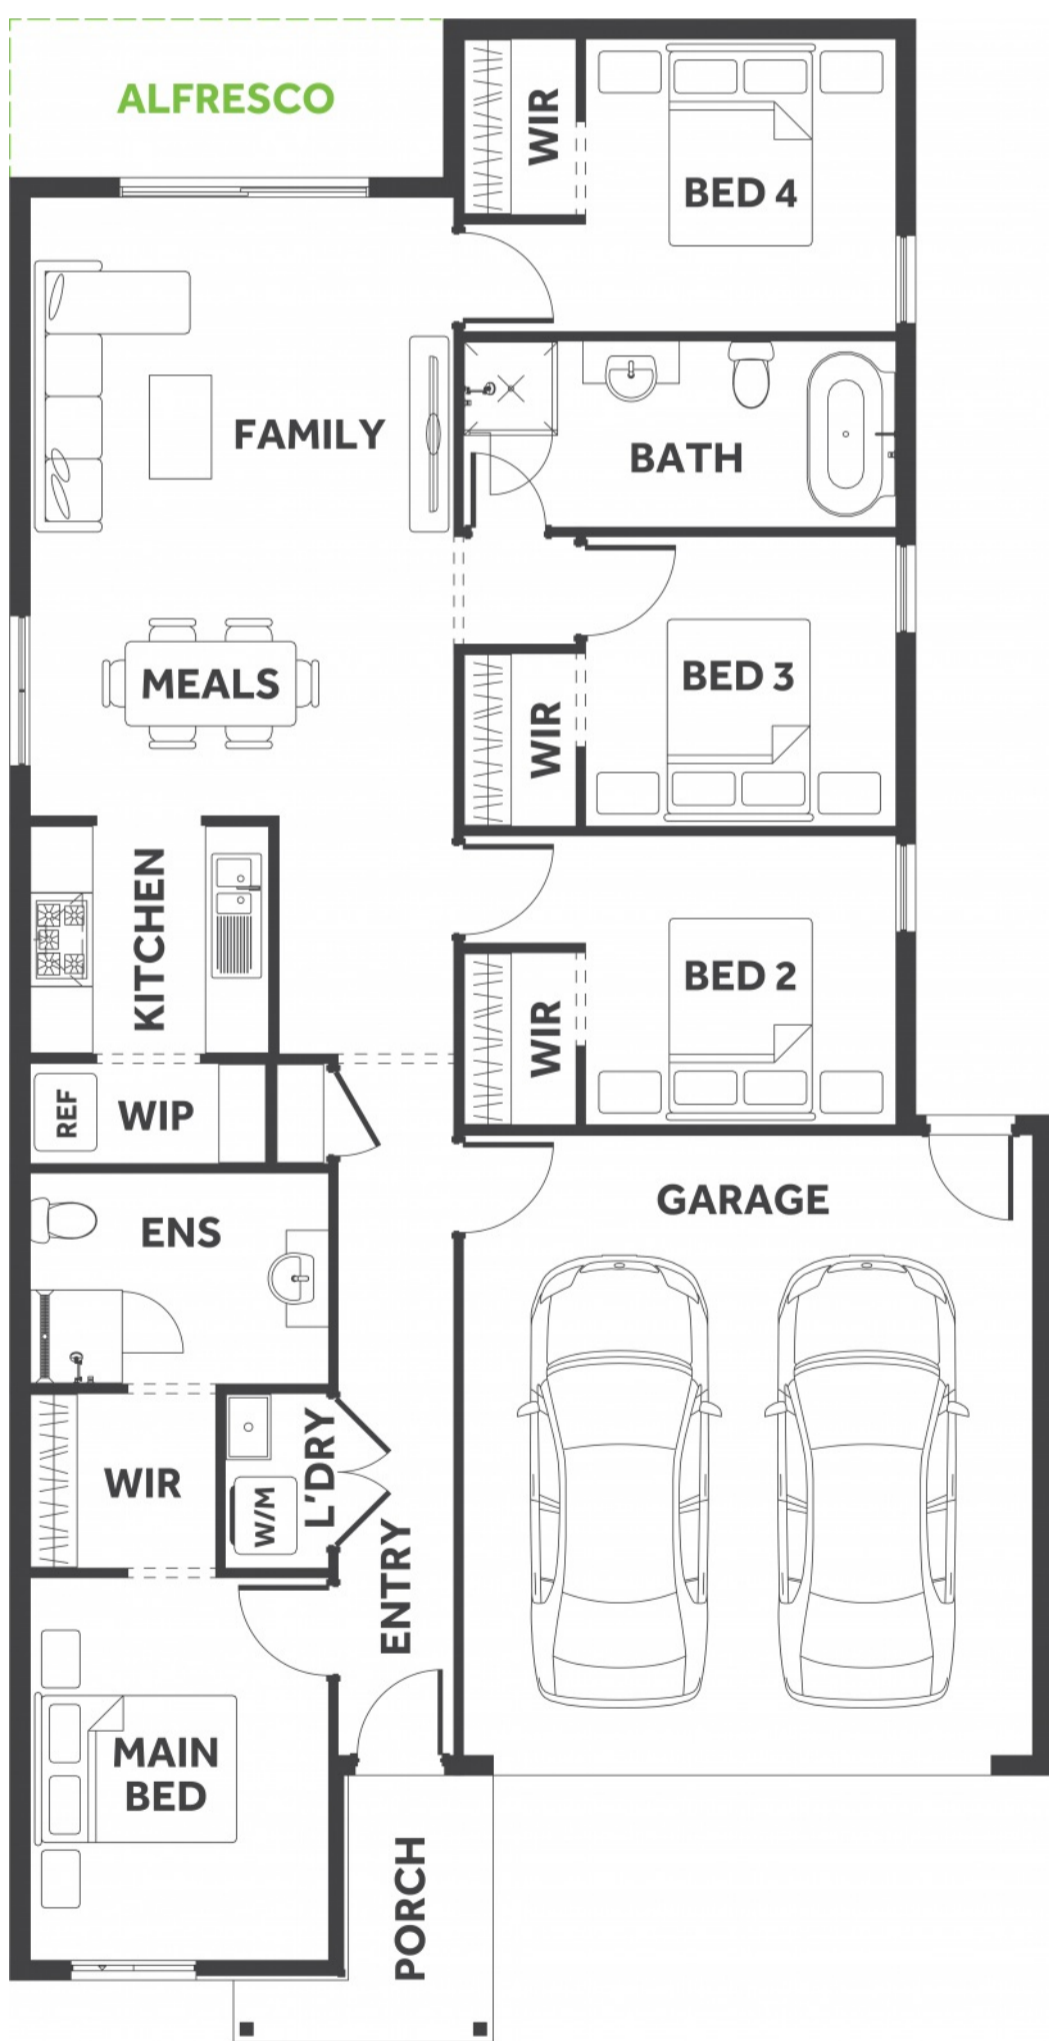 ALFRESCO
WIR
BED 4
FAMILY
BATH
MEALS
BED 3
WIR
KITCHEN
BED 2
WIR
REF
WIP
GARAGE
ENS
WIR
L'DRY
W/M
ENTRY
MAIN
BED
PORCH